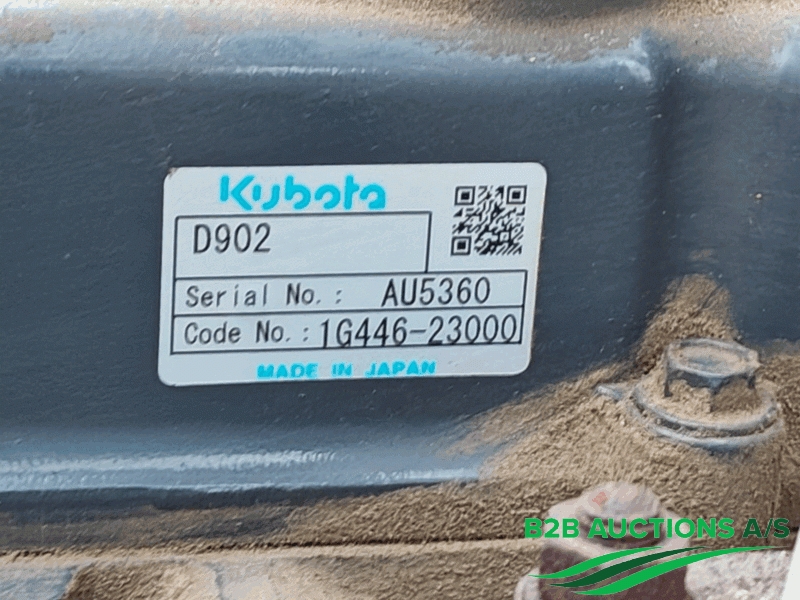 Kubota
D902
Serial No.: AU5360
Code No.: 1G446-23000
MADE IN JAPAN
B2B AUCTIONS A/S